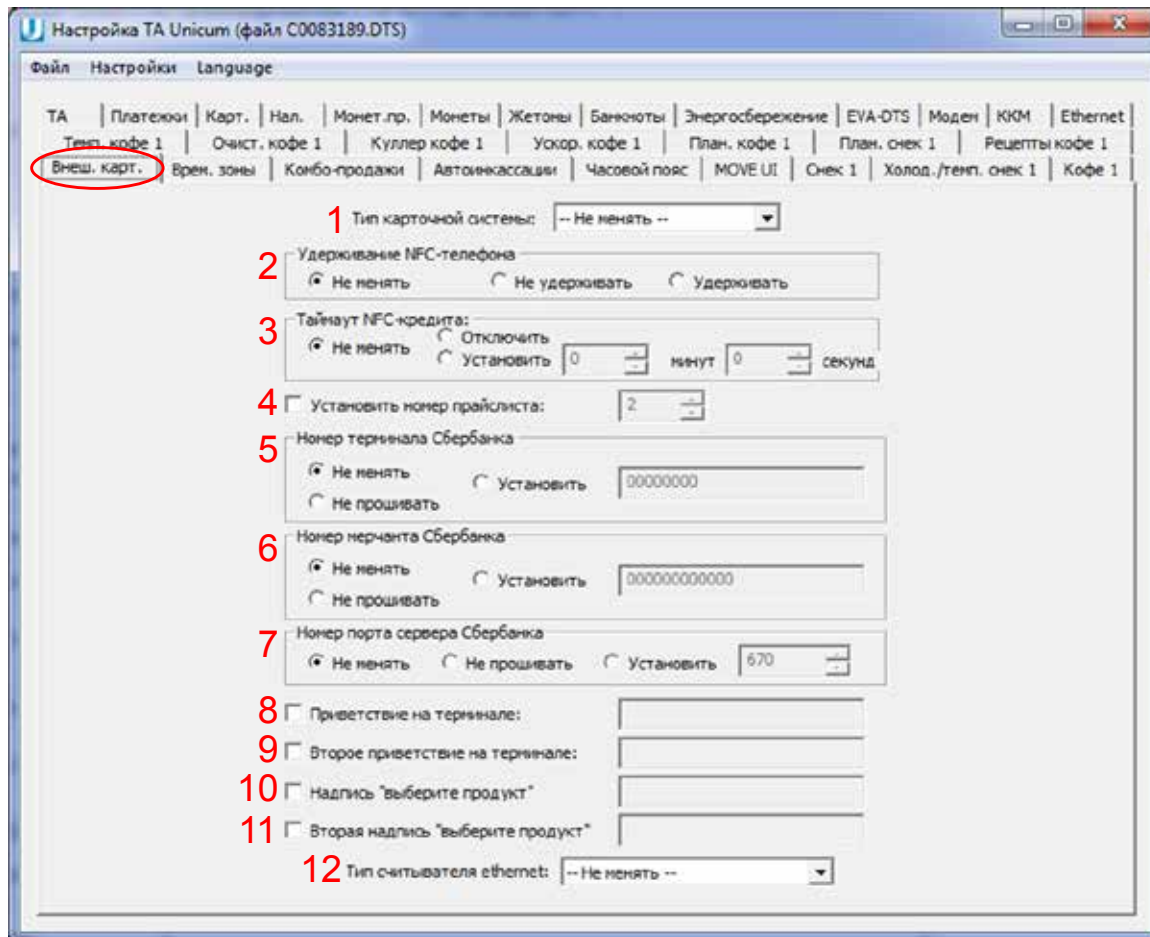 Настройка TA Unicum (файл C0083189.DTS)
Файл Настройки Language
ТА Платежки Карт. Нал. Монет.пр. Монеты Жетоны Банкноты Энергосбережение EVA-DTS Модем ККМ Ethernet
Темп. кофе 1 Очист. кофе 1 Куллер кофе 1 Ускор. кофе 1 План. кофе 1 План. снек 1 Рецепты кофе 1
Внеш. карт. Врем. зоны Комбо-продажи Автоинкассации Часовой пояс MOVE UI Снек 1 Холод./темп. снек 1 Кофе 1
1 Тип карточной системы: -- Не менять --
2 Удерживание NFC-телефона
Не менять Не удерживать Удерживать
3 Таймаут NFC-кредита:
Отключить
Не менять
Установить 0 минут 0 секунд
4 Установить номер прайслиста: 2
5 Номер терминала Сбербанка
Не менять
Установить 00000000
Не прошивать
6 Номер мерчанта Сбербанка
Не менять
Установить 000000000000
Не прошивать
7 Номер порта сервера Сбербанка
Не менять Не прошивать Установить 670
8 Приветствие на терминале:
9 Второе приветствие на терминале:
10 Надпись "выберите продукт"
11 Вторая надпись "выберите продукт"
12 Тип считывателя ethernet: -- Не менять --